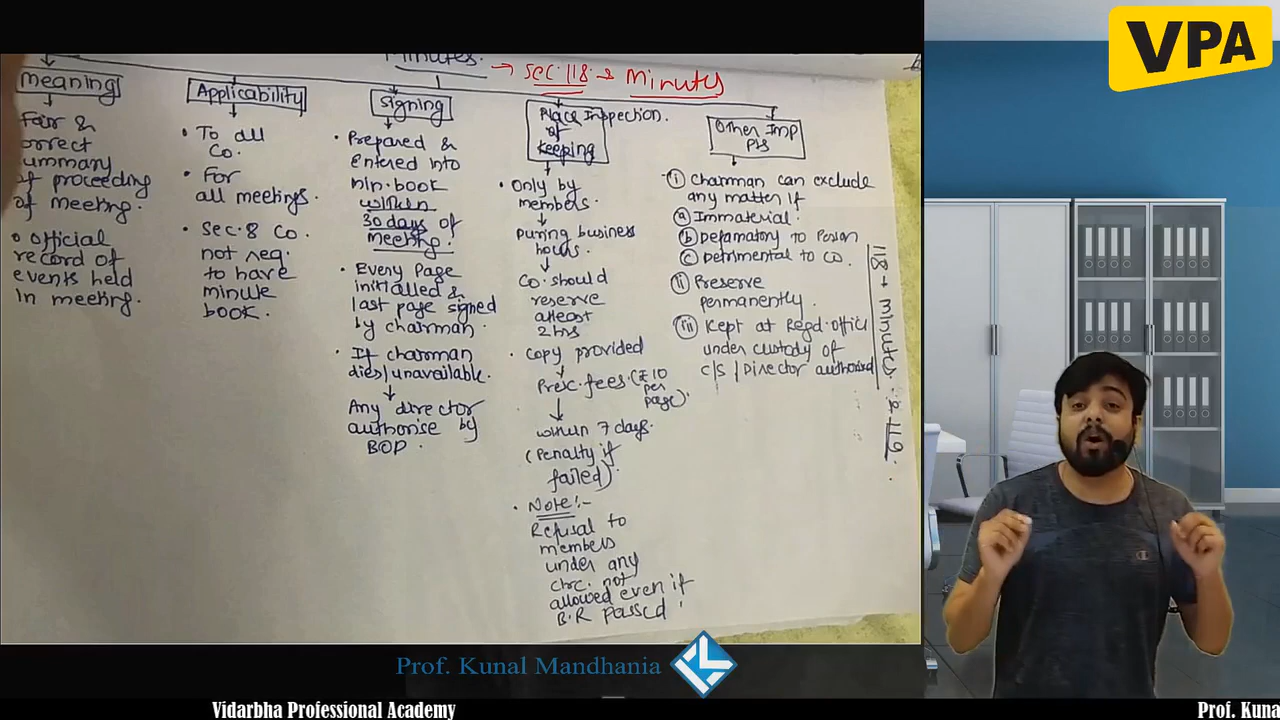 VPA
Minutes. → Sec. 118 → Minutes
Meaning
Fair &
orrect
ummary
of proceeding
of meeting.
official
record of
events held
in meeting.
Applicability
• To all
Co.
• For
all meetings.
• Sec. 8 Co.
not req.
to have
minute
book.
Signing
• Prepared &
Entered into
min. book
within
30 days of
meeting.
• Every Page
initialled &
last page signed
by chairman.
• If chairman
dies/unavailable.
Any director
authorise by
BOD.
Place Inspection.
of
keeping
• Only by
members.
During business
hours.
Co. should
reserve
atleast
2 hrs
• Copy provided
Presc. fees (₹ 10
per
page)
within 7 days.
(Penalty if
failed)
• Note:-
Refusal to
members
under any
circ. not
allowed even if
B.R passed
Other Imp
Pts
(i) Chairman can exclude
any matter if
(a) Immaterial.
(b) Defamatory to Person
(c) Detrimental to Co.
(ii) Preserve
permanently.
(iii) Kept at Regd. office
under custody of
C/S / Director authorised
118 → minutes.
& 119.
Prof. Kunal Mandhania
Vidarbha Professional Academy
Prof. Kuna